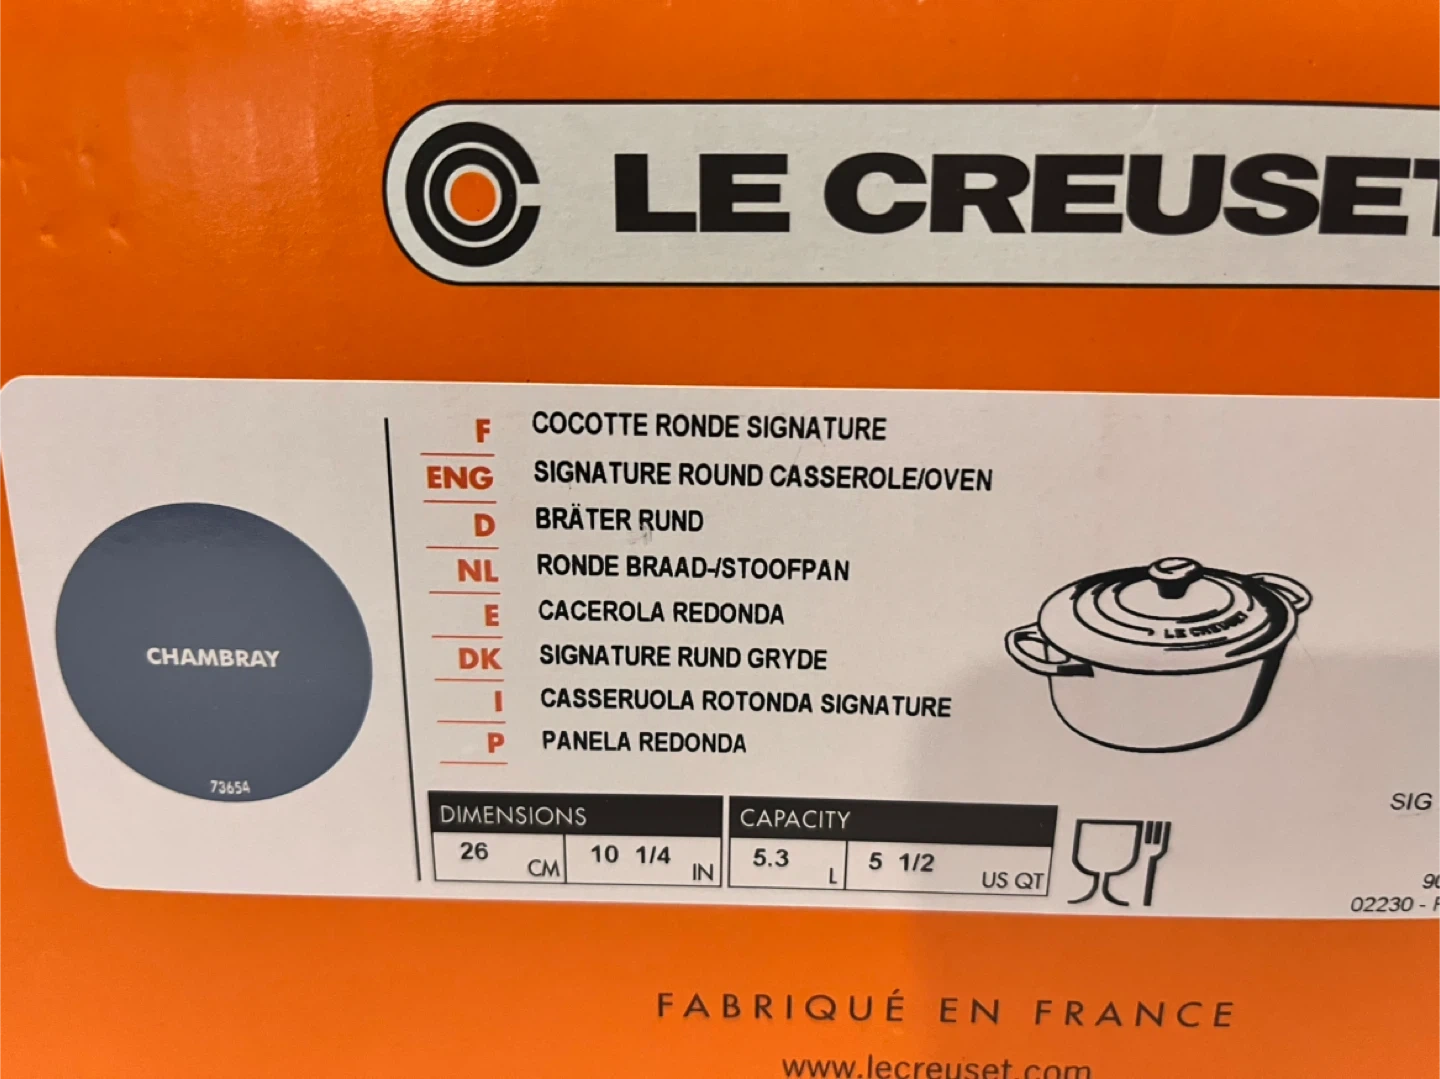 LE CREUSET
F COCOTTE RONDE SIGNATURE
ENG SIGNATURE ROUND CASSEROLE/OVEN
D BRÄTER RUND
NL RONDE BRAAD-/STOOFPAN
E CACEROLA REDONDA
DK SIGNATURE RUND GRYDE
I CASSERUOLA ROTONDA SIGNATURE
P PANELA REDONDA
CHAMBRAY
73654
LE CREUSET
DIMENSIONS
26 CM 10 1/4 IN
CAPACITY
5.3 L 5 1/2 US QT
SIG
02230 -
FABRIQUÉ EN FRANCE
www.lecreuset.com